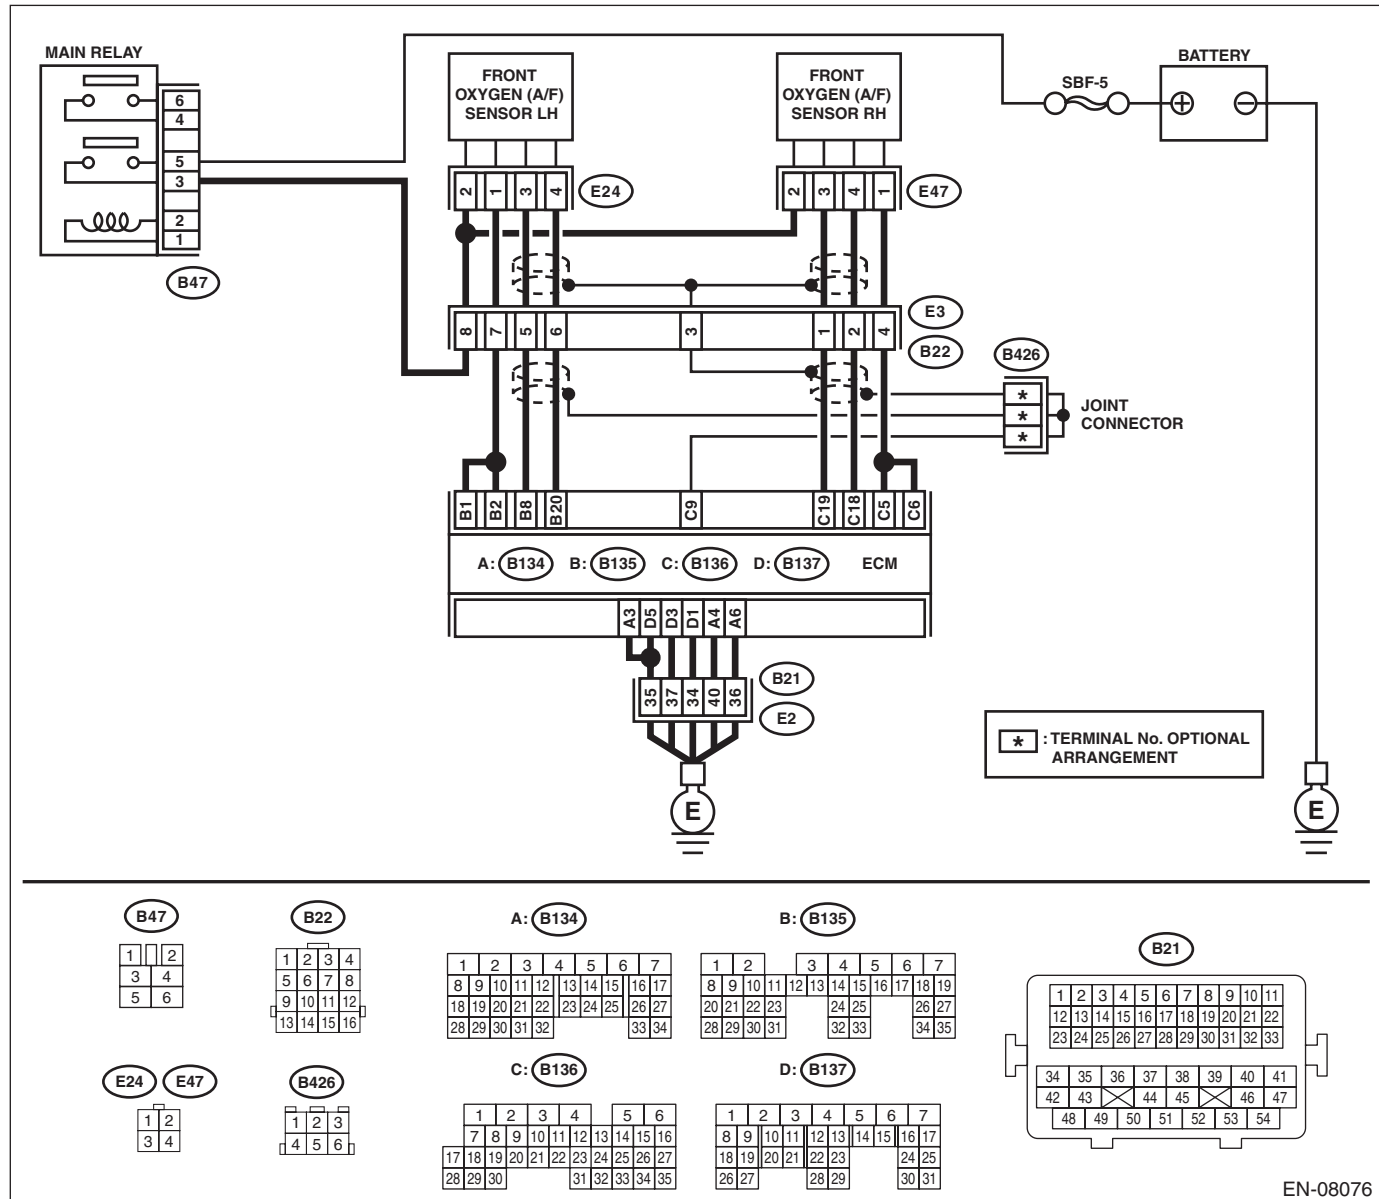 MAIN RELAY
6
4
5
3
2
1
B47
FRONT
OXYGEN (A/F)
SENSOR LH
FRONT
OXYGEN (A/F)
SENSOR RH
SBF-5
BATTERY
+ −
2 1 3 4
E24
2 3 4 1
E47
8 7 5 6 3 1 2 4
E3
B22
B426
*
*
*
JOINT
CONNECTOR
B1 B2 B8 B20 C9 C19 C18 C5 C6
A: B134 B: B135 C: B136 D: B137 ECM
A3 D5 D3 D1 A4 A6
35 37 34 40 36
B21
E2
E
* : TERMINAL No. OPTIONAL
ARRANGEMENT
E
B47
1 2
3 4
5 6
B22
1 2 3 4
5 6 7 8
9 10 11 12
13 14 15 16
A: B134
1 2 3 4 5 6 7
8 9 10 11 12 13 14 15 16 17
18 19 20 21 22 23 24 25 26 27
28 29 30 31 32 33 34
B: B135
1 2 3 4 5 6 7
8 9 10 11 12 13 14 15 16 17 18 19
20 21 22 23 24 25 26 27
28 29 30 31 32 33 34 35
B21
1 2 3 4 5 6 7 8 9 10 11
12 13 14 15 16 17 18 19 20 21 22
23 24 25 26 27 28 29 30 31 32 33
34 35 36 37 38 39 40 41
42 43 44 45 46 47
48 49 50 51 52 53 54
E24 E47
1 2
3 4
B426
1 2 3
4 5 6
C: B136
1 2 3 4 5 6
7 8 9 10 11 12 13 14 15 16
17 18 19 20 21 22 23 24 25 26 27
28 29 30 31 32 33 34 35
D: B137
1 2 3 4 5 6 7
8 9 10 11 12 13 14 15 16 17
18 19 20 21 22 23 24 25
26 27 28 29 30 31
EN-08076